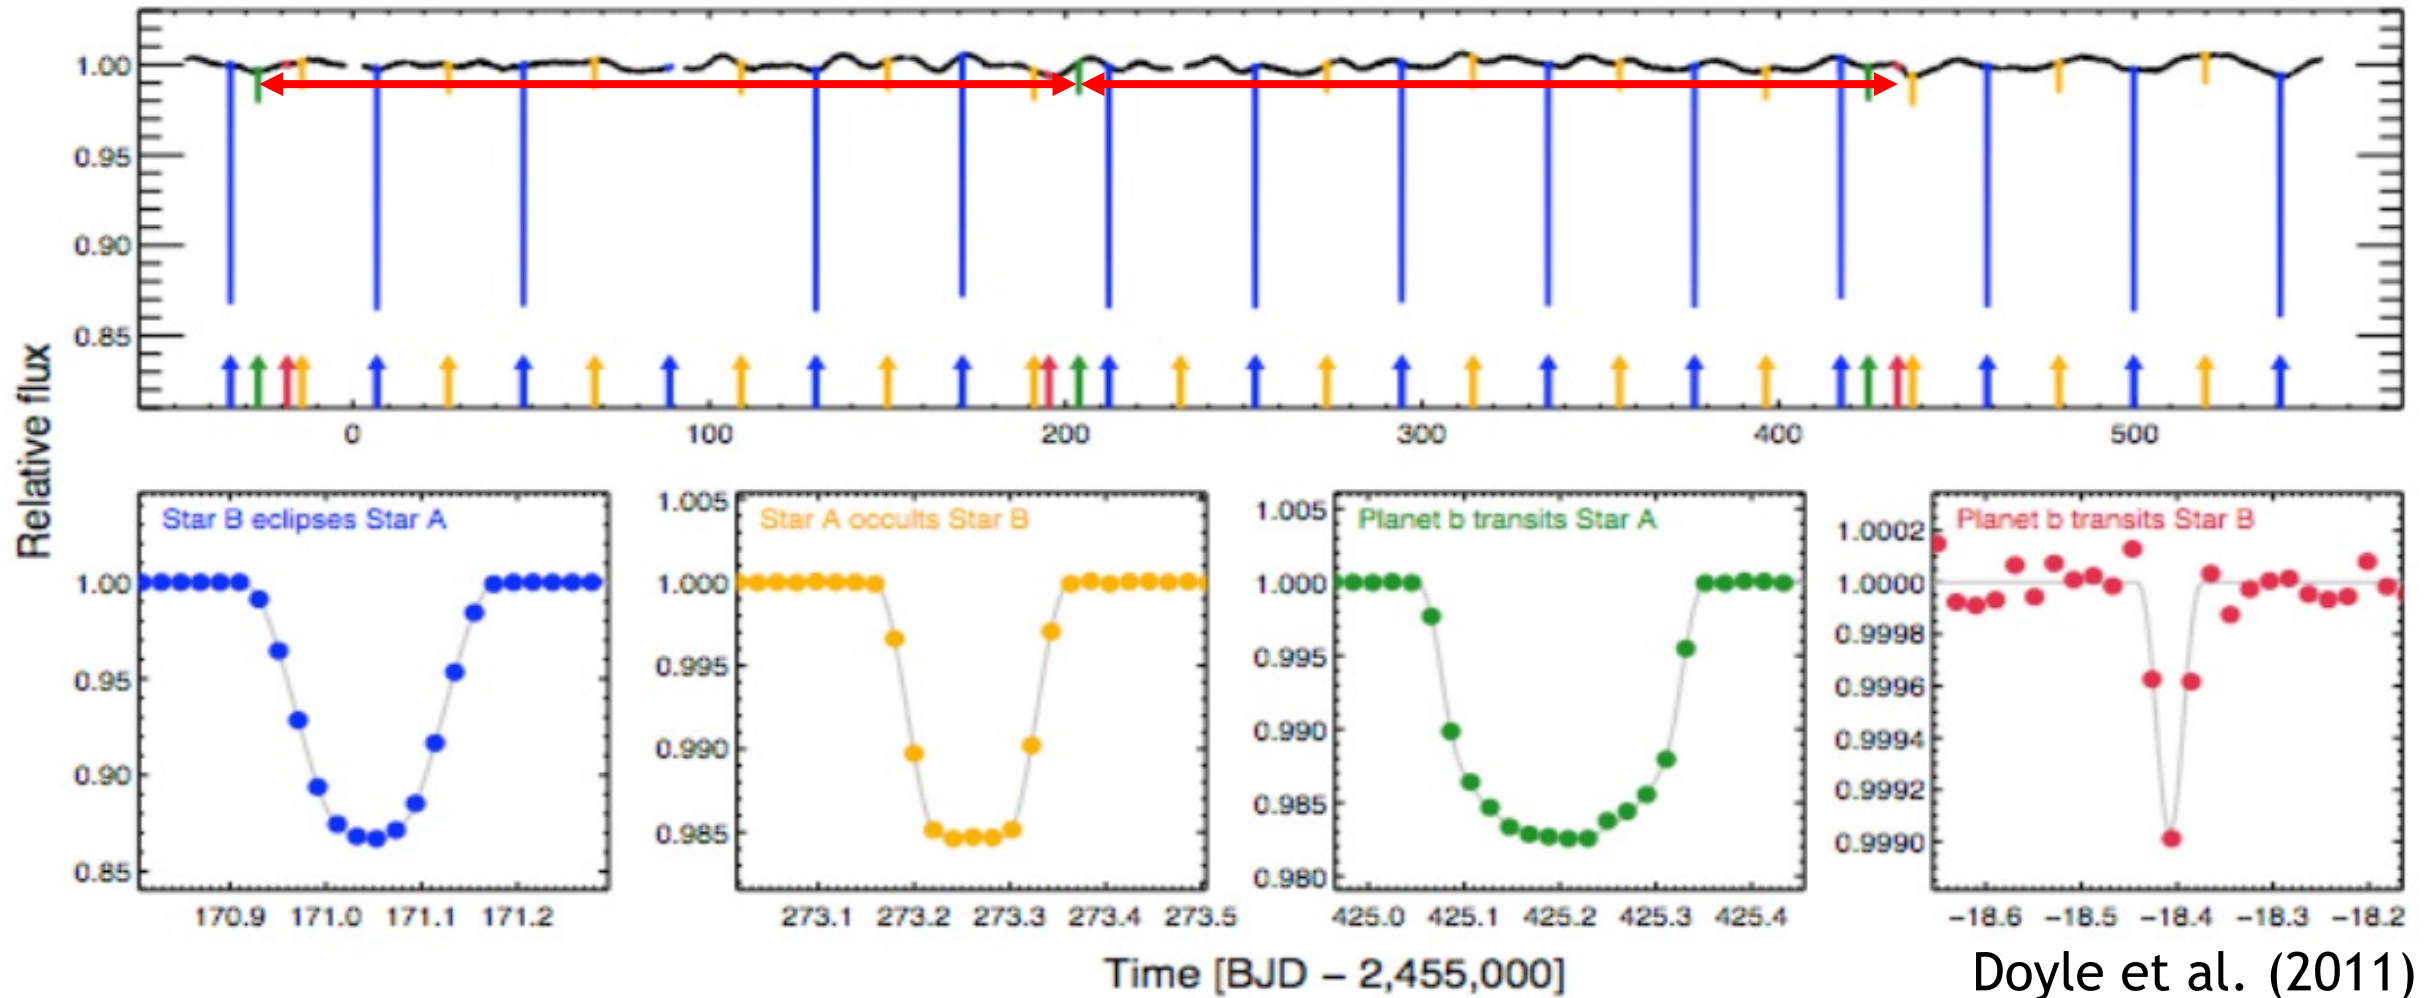 Relative flux
1.00
0.95
0.90
0.85
0 100 200 300 400 500
Star B eclipses Star A
1.00
0.95
0.90
0.85
170.9 171.0 171.1 171.2
Star A occults Star B
1.005
1.000
0.995
0.990
0.985
273.1 273.2 273.3 273.4 273.5
Planet b transits Star A
1.005
1.000
0.995
0.990
0.985
0.980
425.0 425.1 425.2 425.3 425.4
Planet b transits Star B
1.0002
1.0000
0.9998
0.9996
0.9994
0.9992
0.9990
−18.6 −18.5 −18.4 −18.3 −18.2
Time [BJD − 2,455,000]
Doyle et al. (2011)